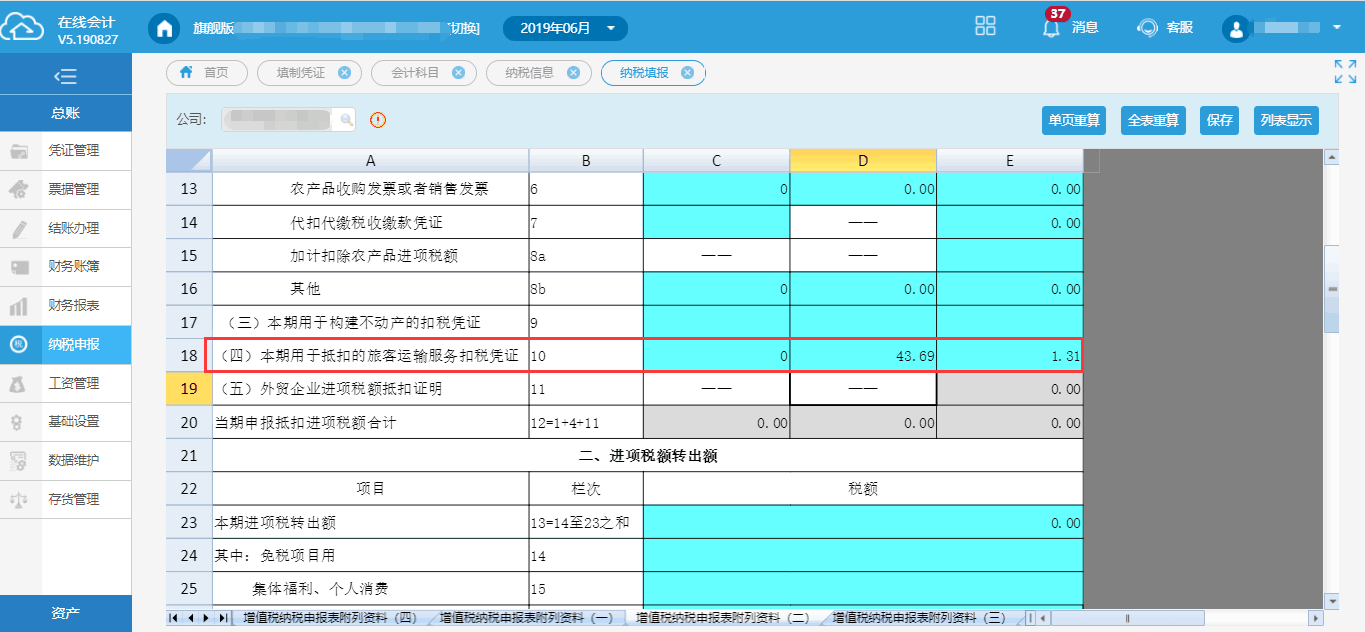 在线会计
V5.190827
旗舰版
切换]
2019年06月
37
消息
客服
首页
填制凭证
会计科目
纳税信息
纳税填报
总账
凭证管理
票据管理
结账办理
财务账簿
财务报表
税
纳税申报
工资管理
基础设置
数据维护
存货管理
资产
公司:
单页重算
全表重算
保存
列表显示
A B C D E
13 农产品收购发票或者销售发票 6 0 0.00 0.00
14 代扣代缴税收缴款凭证 7 —— 0.00
15 加计扣除农产品进项税额 8a —— ——
16 其他 8b 0 0.00 0.00
17 （三）本期用于构建不动产的扣税凭证 9
18 （四）本期用于抵扣的旅客运输服务扣税凭证 10 0 43.69 1.31
19 （五）外贸企业进项税额抵扣证明 11 —— —— 0.00
20 当期申报抵扣进项税额合计 12=1+4+11 0.00 0.00 0.00
21 二、进项税额转出额
22 项目 栏次 税额
23 本期进项税转出额 13=14至23之和 0.00
24 其中: 免税项目用 14
25 集体福利、个人消费 15
增值税纳税申报表附列资料（四） 增值税纳税申报表附列资料（一） 增值税纳税申报表附列资料（二） 增值税纳税申报表附列资料（三）